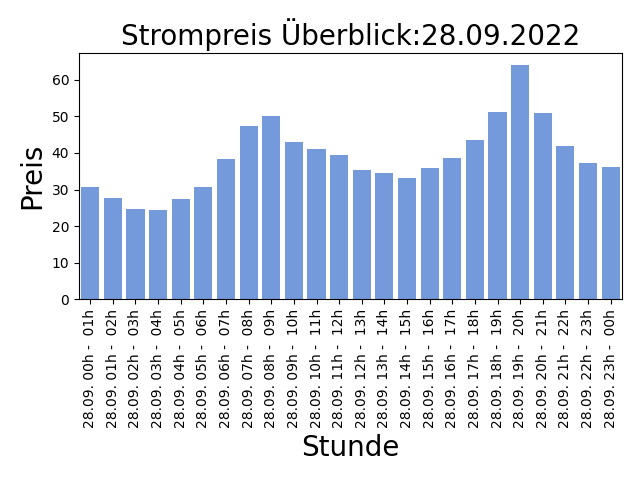 Strompreis Überblick:28.09.2022
Preis
60
50
40
30
20
10
0
28.09. 00h - 01h
28.09. 01h - 02h
28.09. 02h - 03h
28.09. 03h - 04h
28.09. 04h - 05h
28.09. 05h - 06h
28.09. 06h - 07h
28.09. 07h - 08h
28.09. 08h - 09h
28.09. 09h - 10h
28.09. 10h - 11h
28.09. 11h - 12h
28.09. 12h - 13h
28.09. 13h - 14h
28.09. 14h - 15h
28.09. 15h - 16h
28.09. 16h - 17h
28.09. 17h - 18h
28.09. 18h - 19h
28.09. 19h - 20h
28.09. 20h - 21h
28.09. 21h - 22h
28.09. 22h - 23h
28.09. 23h - 00h
Stunde